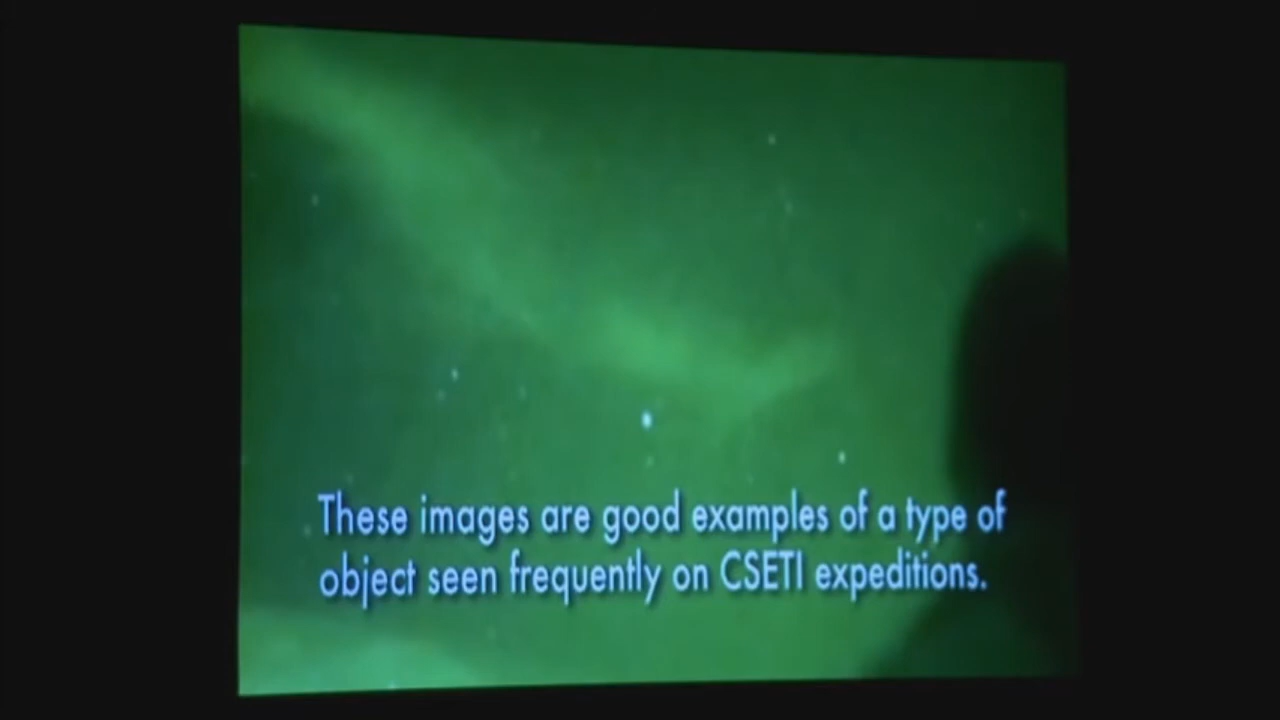 These images are good examples of a type of
object seen frequently on CSETI expeditions.